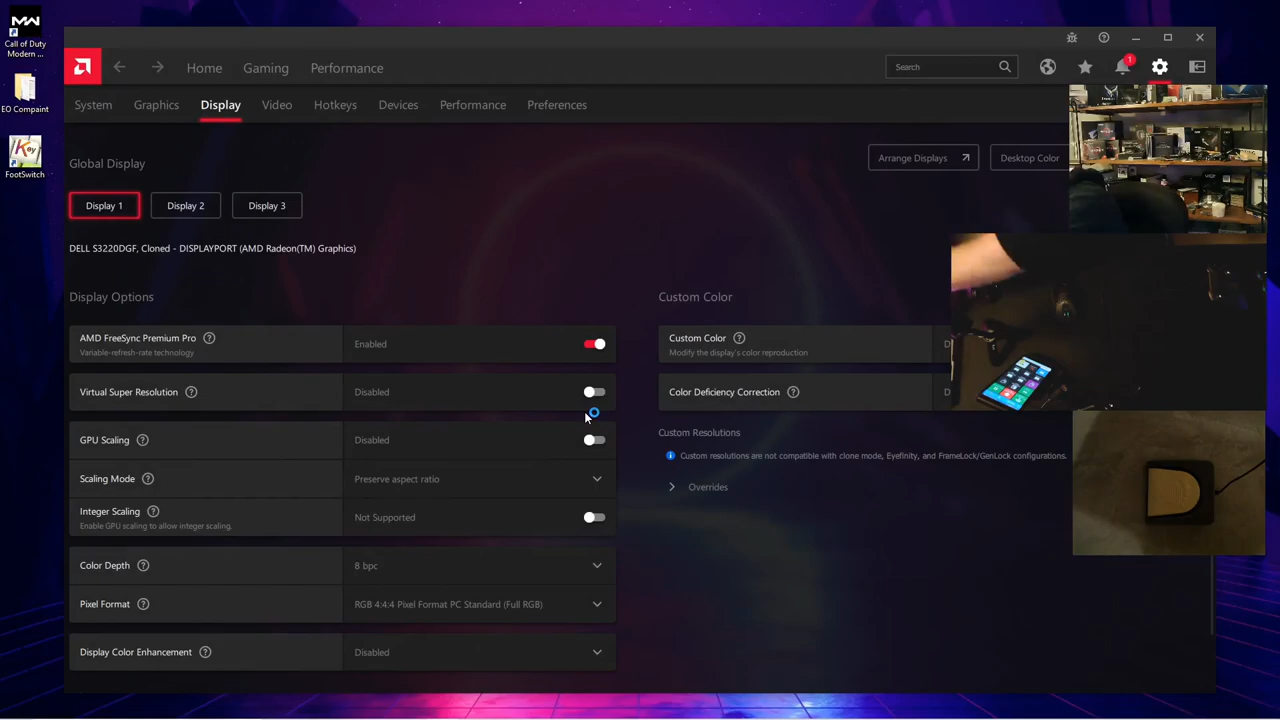 Call of Duty
Modern ...
EO Compaint
Key
FootSwitch
Home
Gaming
Performance
Search
1
System
Graphics
Display
Video
Hotkeys
Devices
Performance
Preferences
Global Display
Arrange Displays
Desktop Color
Display 1
Display 2
Display 3
DELL S3220DGF, Cloned - DISPLAYPORT (AMD Radeon(TM) Graphics)
Display Options
AMD FreeSync Premium Pro
Variable-refresh-rate technology
Enabled
Virtual Super Resolution
Disabled
GPU Scaling
Disabled
Scaling Mode
Preserve aspect ratio
Integer Scaling
Enable GPU scaling to allow integer scaling.
Not Supported
Color Depth
8 bpc
Pixel Format
RGB 4:4:4 Pixel Format PC Standard (Full RGB)
Display Color Enhancement
Disabled
Custom Color
Custom Color
Modify the display's color reproduction
D
Color Deficiency Correction
D
Custom Resolutions
Custom resolutions are not compatible with clone mode, Eyefinity, and FrameLock/GenLock configurations.
Overrides